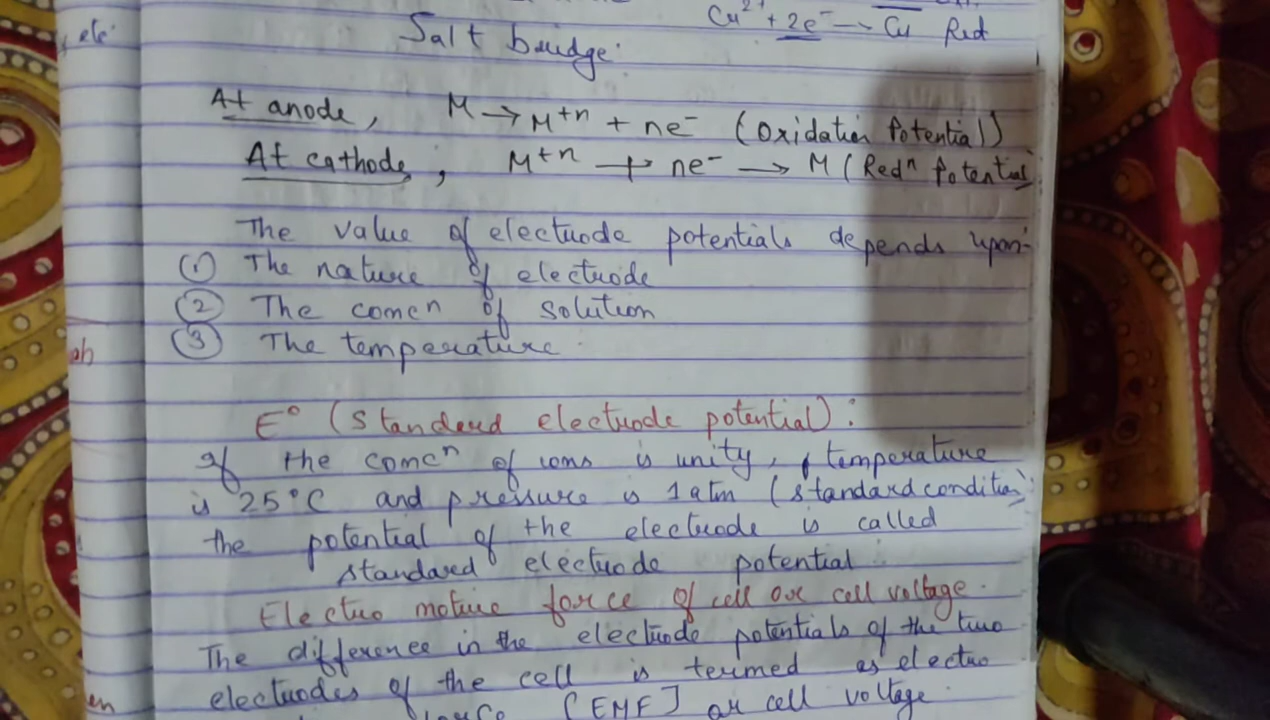 Cu²⁺ + 2e⁻ → Cu Red
Salt bridge
At anode, M → M⁺ⁿ + ne⁻ (Oxidation Potential)
At cathode, M⁺ⁿ + ne⁻ → M (Redⁿ Potential
The value of electrode potentials depends upon:
① The nature of electrode
② The concn of solution
③ The temperature.
E° (Standard electrode potential) :
If the concⁿ of ions is unity, temperature
is 25°C and pressure is 1 atm (standard condition)
the potential of the electrode is called
standard electrode potential.
Electro motive force of cell or cell voltage.
The difference in the electrode potentials of the two
electrodes of the cell is termed as electro
[EMF] or cell voltage.
ele
en